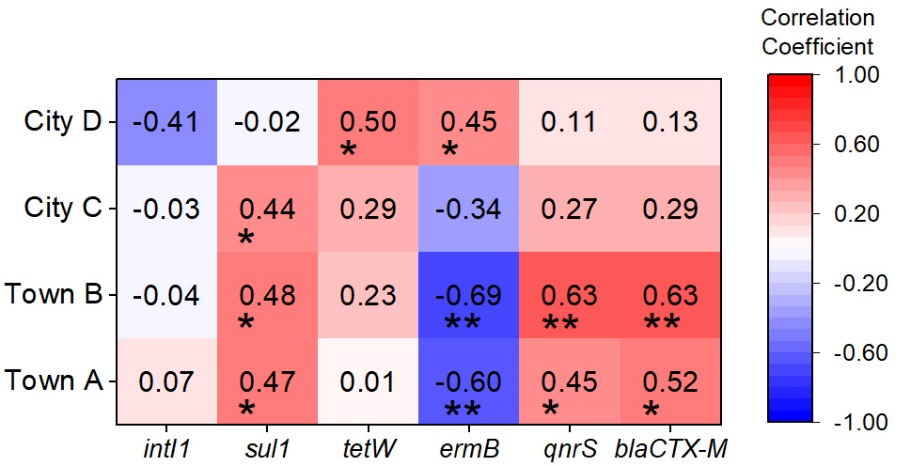 Correlation
Coefficient
1.00
0.60
0.20
-0.20
-0.60
-1.00
City D -0.41 -0.02 0.50 0.45 0.11 0.13
* *
City C -0.03 0.44 0.29 -0.34 0.27 0.29
*
Town B -0.04 0.48 0.23 -0.69 0.63 0.63
* ** ** **
Town A 0.07 0.47 0.01 -0.60 0.45 0.52
* ** * *
intI1 sul1 tetW ermB qnrS blaCTX-M